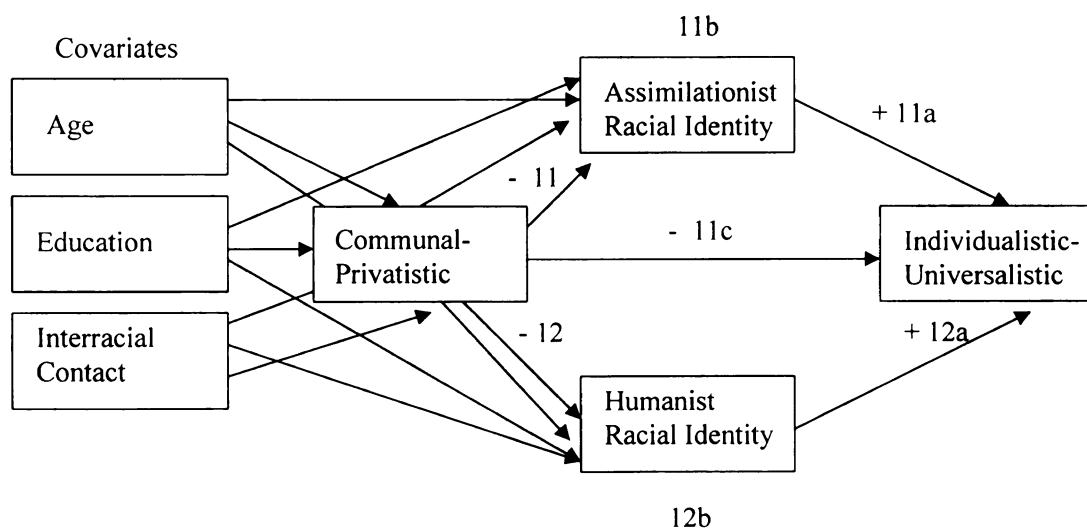 11b
Covariates
Age
Assimilationist
Racial Identity
+ 11a
- 11
Education
Communal-
Privatistic
- 11c
Individualistic-
Universalistic
Interracial
Contact
- 12
+ 12a
Humanist
Racial Identity
12b